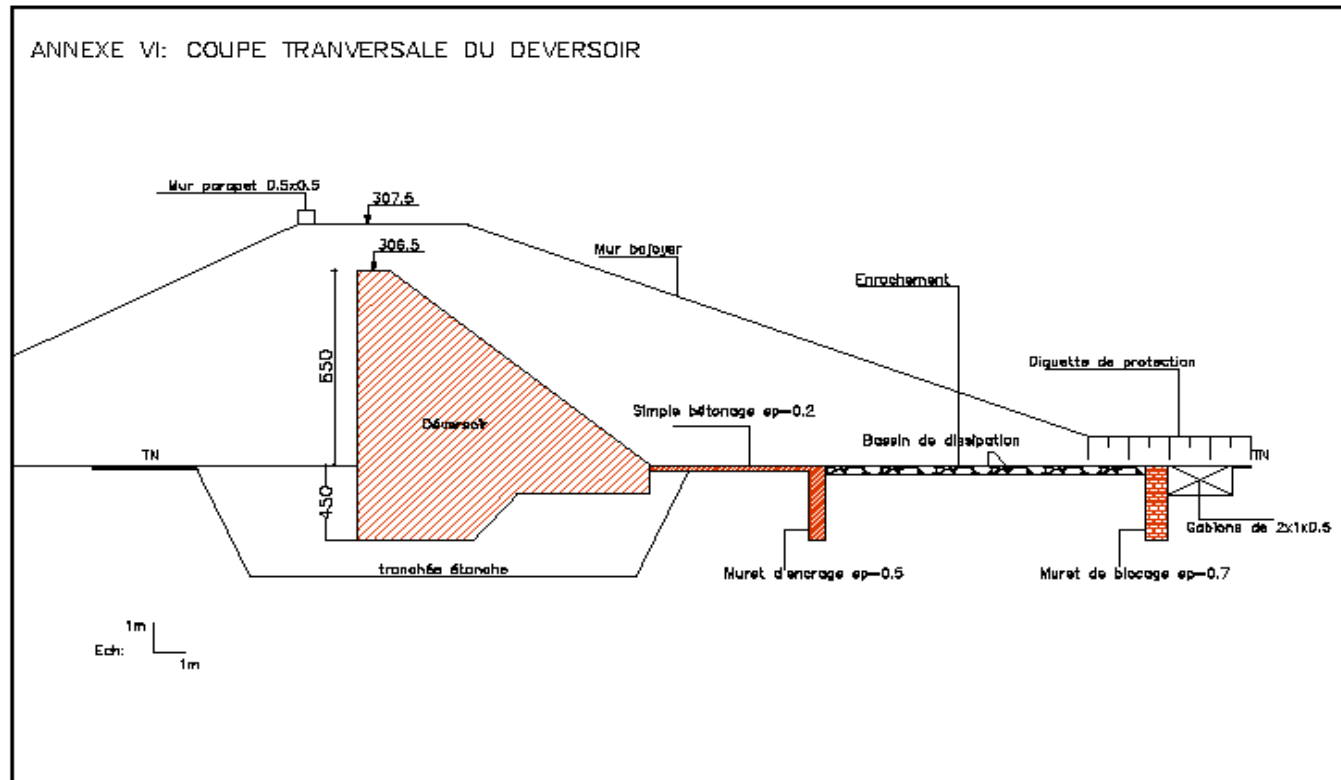 ANNEXE VI: COUPE TRANVERSALE DU DEVERSOIR
Mur parapet 0.5x0.5
307.5
306.5
Mur bajoyer
Enrochement
Diguette de protection
650
Déversoir
Simple bétonage ep=0.2
Bassin de dissipation
TN
TN
450
tranchée étanche
Muret d'encrage ep=0.5
Muret de blocage ep=0.7
Gabions de 2x1x0.5
1m
Ech:
1m